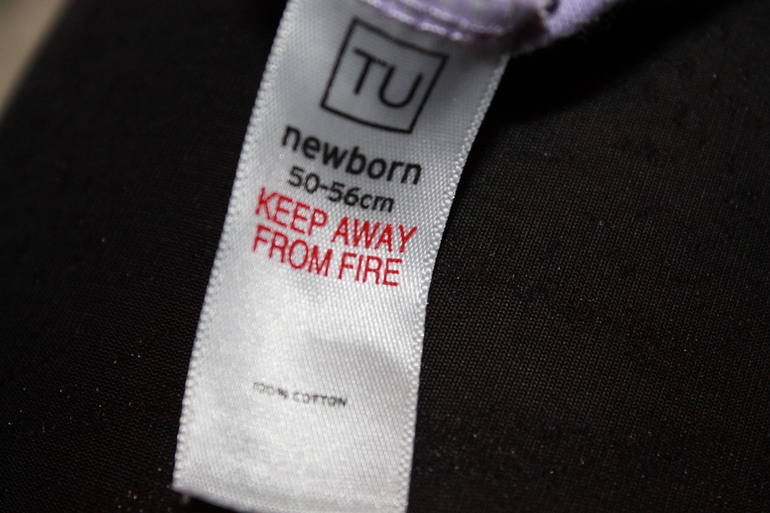 TU
newborn
50-56cm
KEEP AWAY
FROM FIRE
100% COTTON